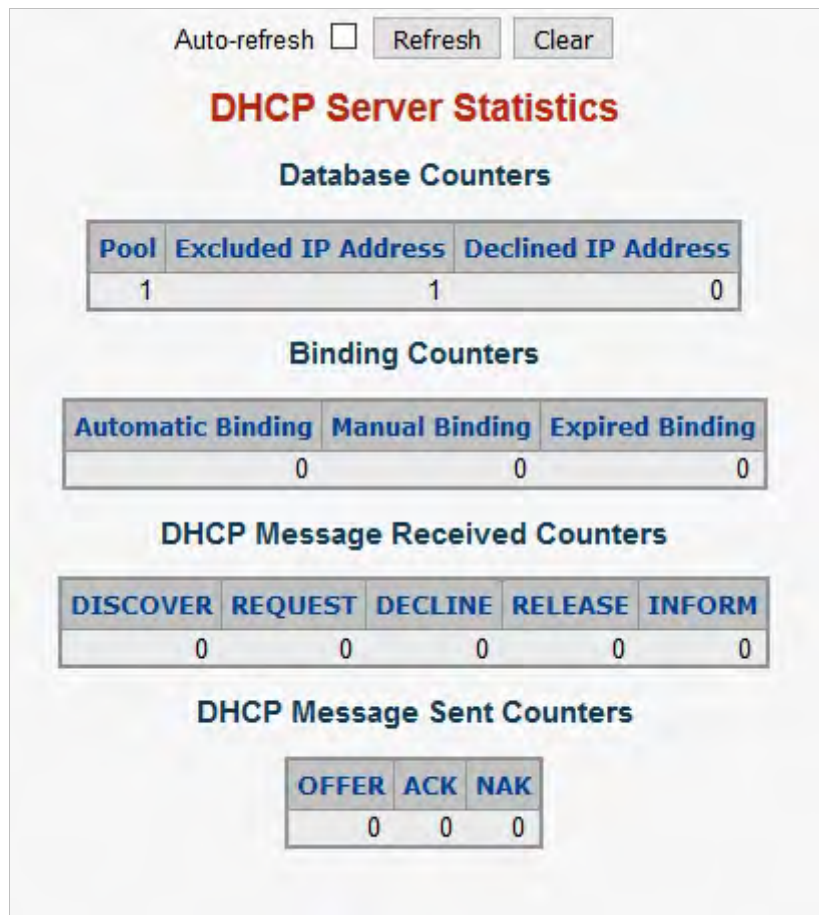 Auto-refresh Refresh Clear
DHCP Server Statistics
Database Counters
Pool Excluded IP Address Declined IP Address
1 1 0
Binding Counters
Automatic Binding Manual Binding Expired Binding
0 0 0
DHCP Message Received Counters
DISCOVER REQUEST DECLINE RELEASE INFORM
0 0 0 0 0
DHCP Message Sent Counters
OFFER ACK NAK
0 0 0